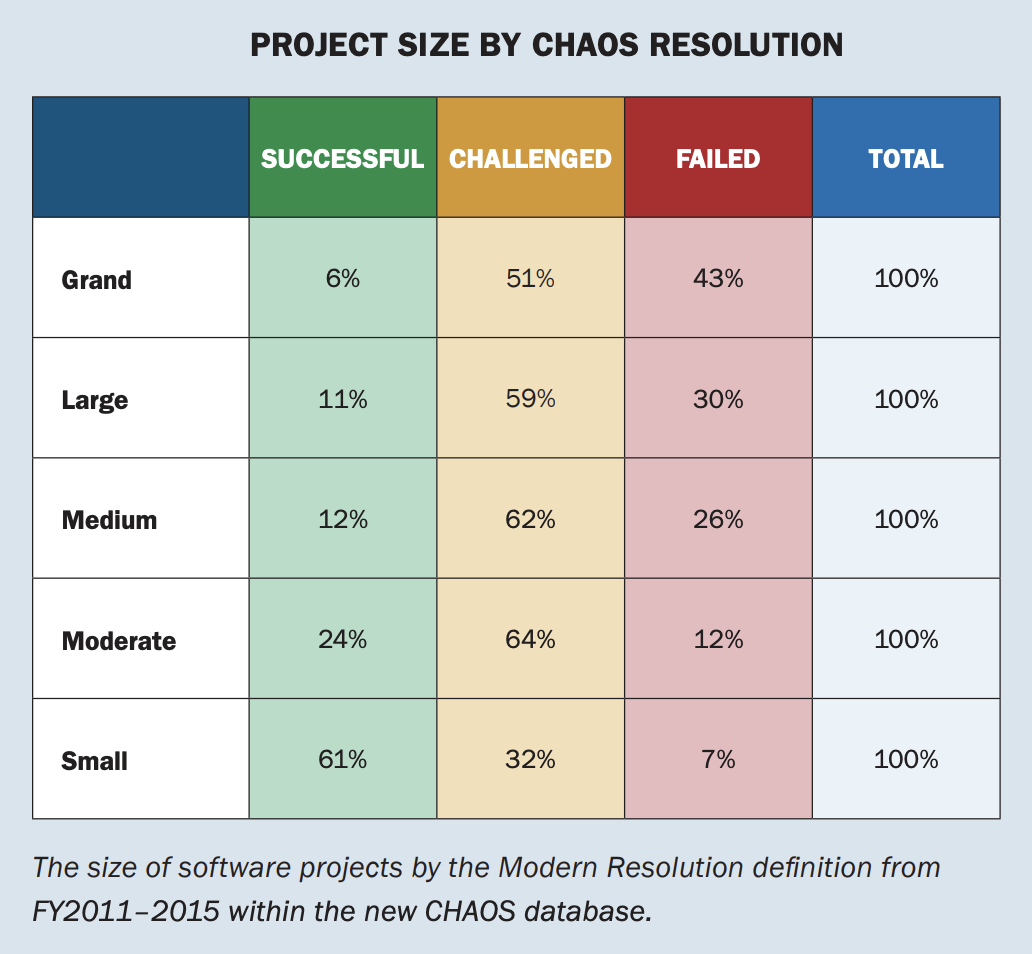 PROJECT SIZE BY CHAOS RESOLUTION
SUCCESSFUL CHALLENGED FAILED TOTAL
Grand 6% 51% 43% 100%
Large 11% 59% 30% 100%
Medium 12% 62% 26% 100%
Moderate 24% 64% 12% 100%
Small 61% 32% 7% 100%
The size of software projects by the Modern Resolution definition from
FY2011–2015 within the new CHAOS database.